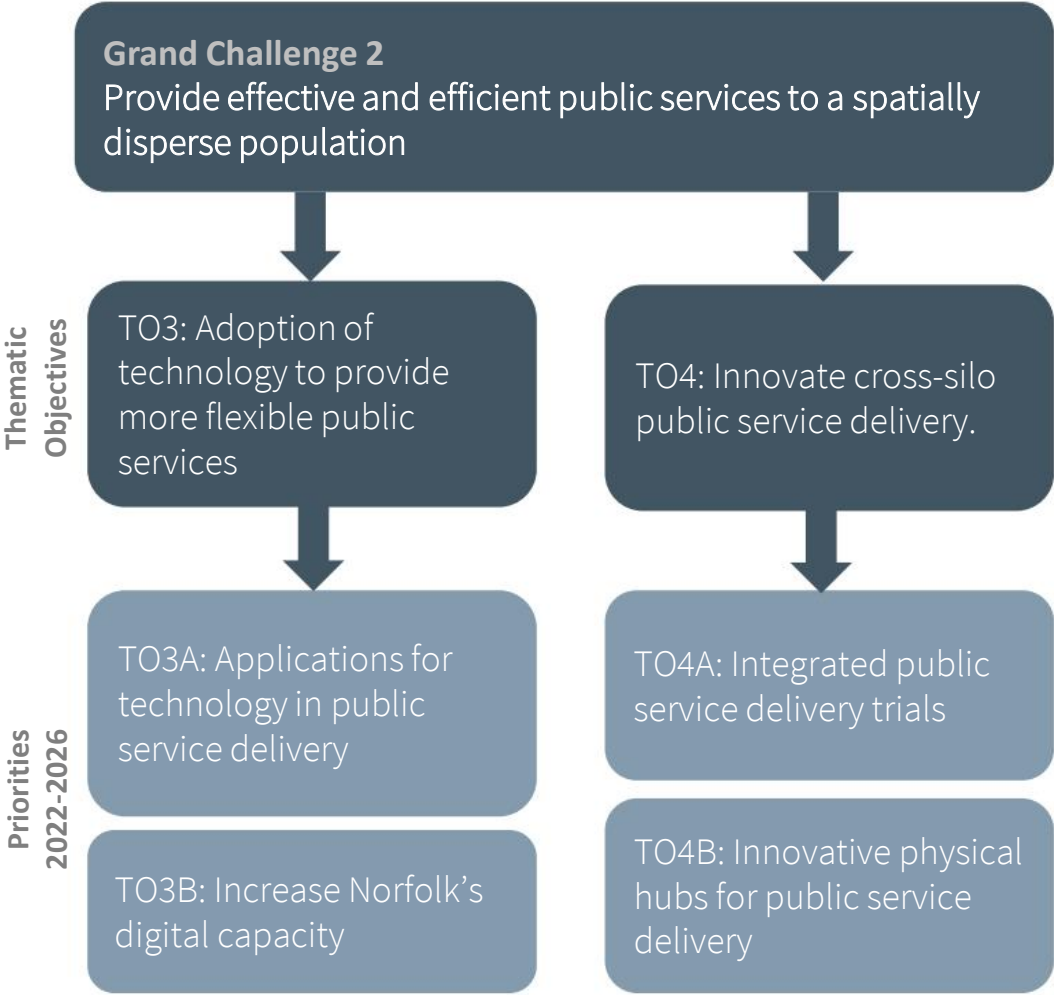 Grand Challenge 2
Provide effective and efficient public services to a spatially
disperse population
Thematic
Objectives
TO3: Adoption of
technology to provide
more flexible public
services
TO4: Innovate cross-silo
public service delivery.
Priorities
2022-2026
TO3A: Applications for
technology in public
service delivery
TO4A: Integrated public
service delivery trials
TO3B: Increase Norfolk’s
digital capacity
TO4B: Innovative physical
hubs for public service
delivery